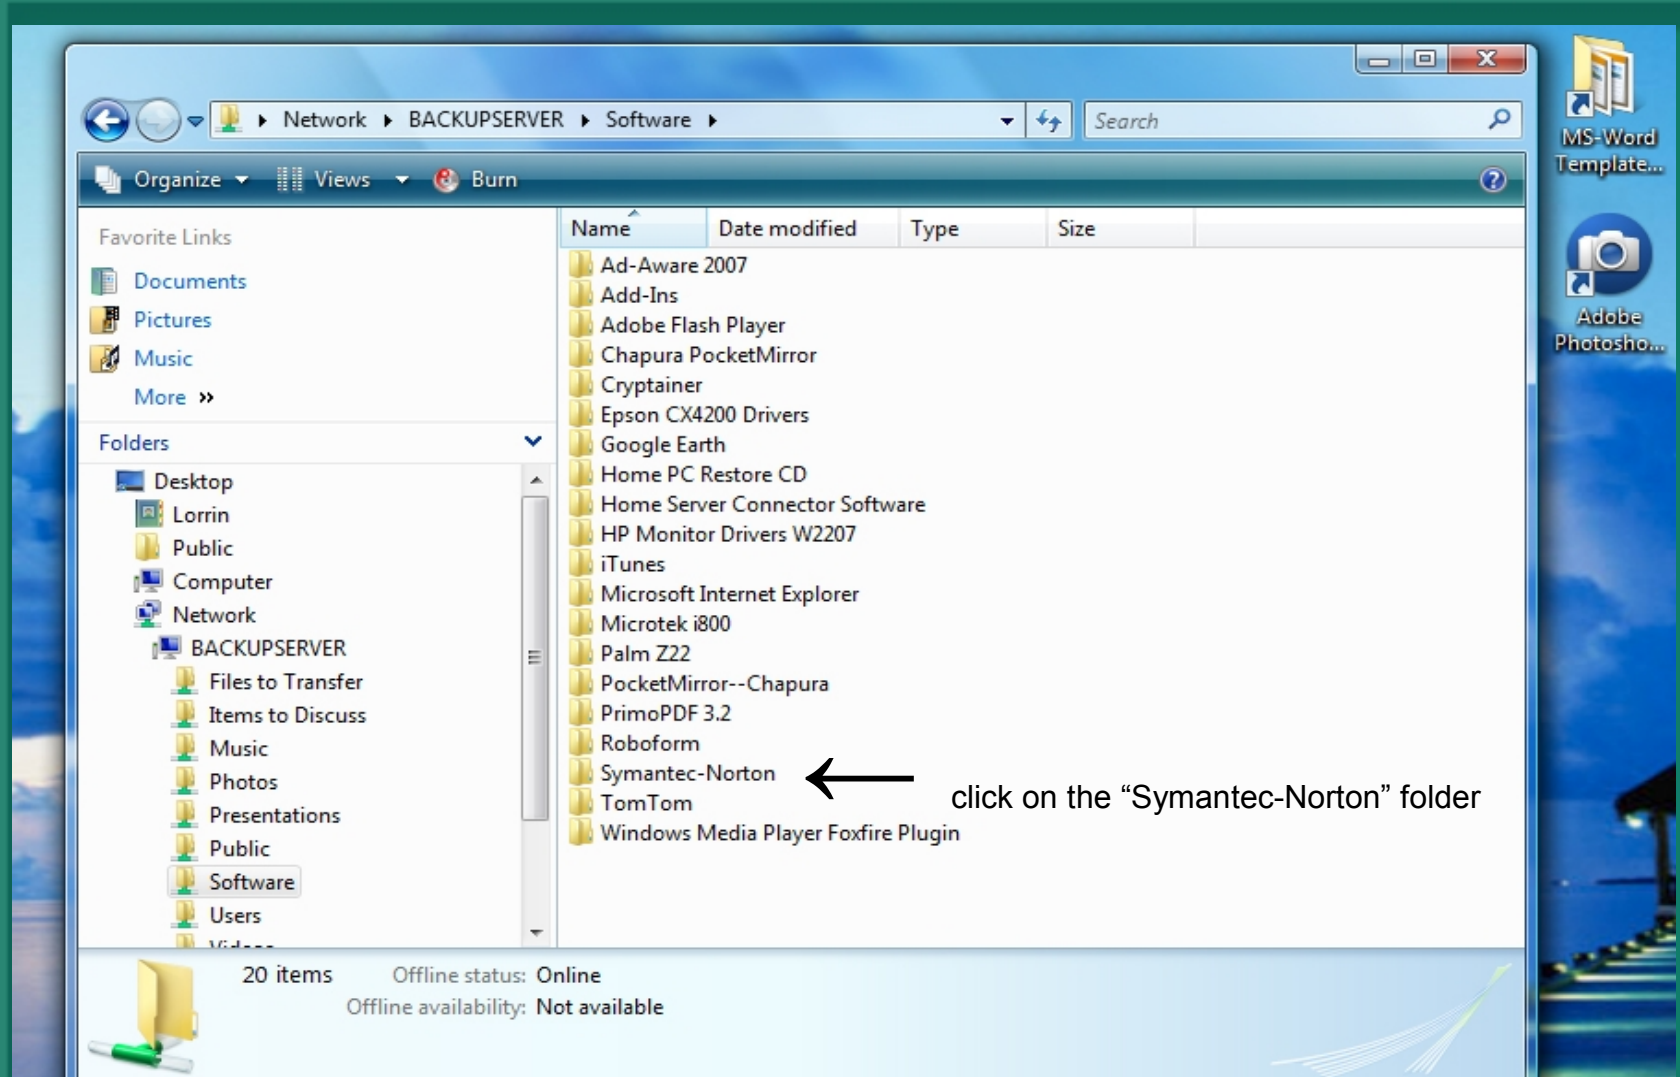 Network
BACKUPSERVER
Software
Search
Organize
Views
Burn
Favorite Links
Documents
Pictures
Music
More »
Folders
Desktop
Lorrin
Public
Computer
Network
BACKUPSERVER
Files to Transfer
Items to Discuss
Music
Photos
Presentations
Public
Software
Users
Name
Date modified
Type
Size
Ad-Aware 2007
Add-Ins
Adobe Flash Player
Chapura PocketMirror
Cryptainer
Epson CX4200 Drivers
Google Earth
Home PC Restore CD
Home Server Connector Software
HP Monitor Drivers W2207
iTunes
Microsoft Internet Explorer
Microtek i800
Palm Z22
PocketMirror--Chapura
PrimoPDF 3.2
Roboform
Symantec-Norton
TomTom
Windows Media Player Foxfire Plugin
click on the “Symantec-Norton” folder
20 items
Offline status: Online
Offline availability: Not available
MS-Word
Template...
Adobe
Photosho...